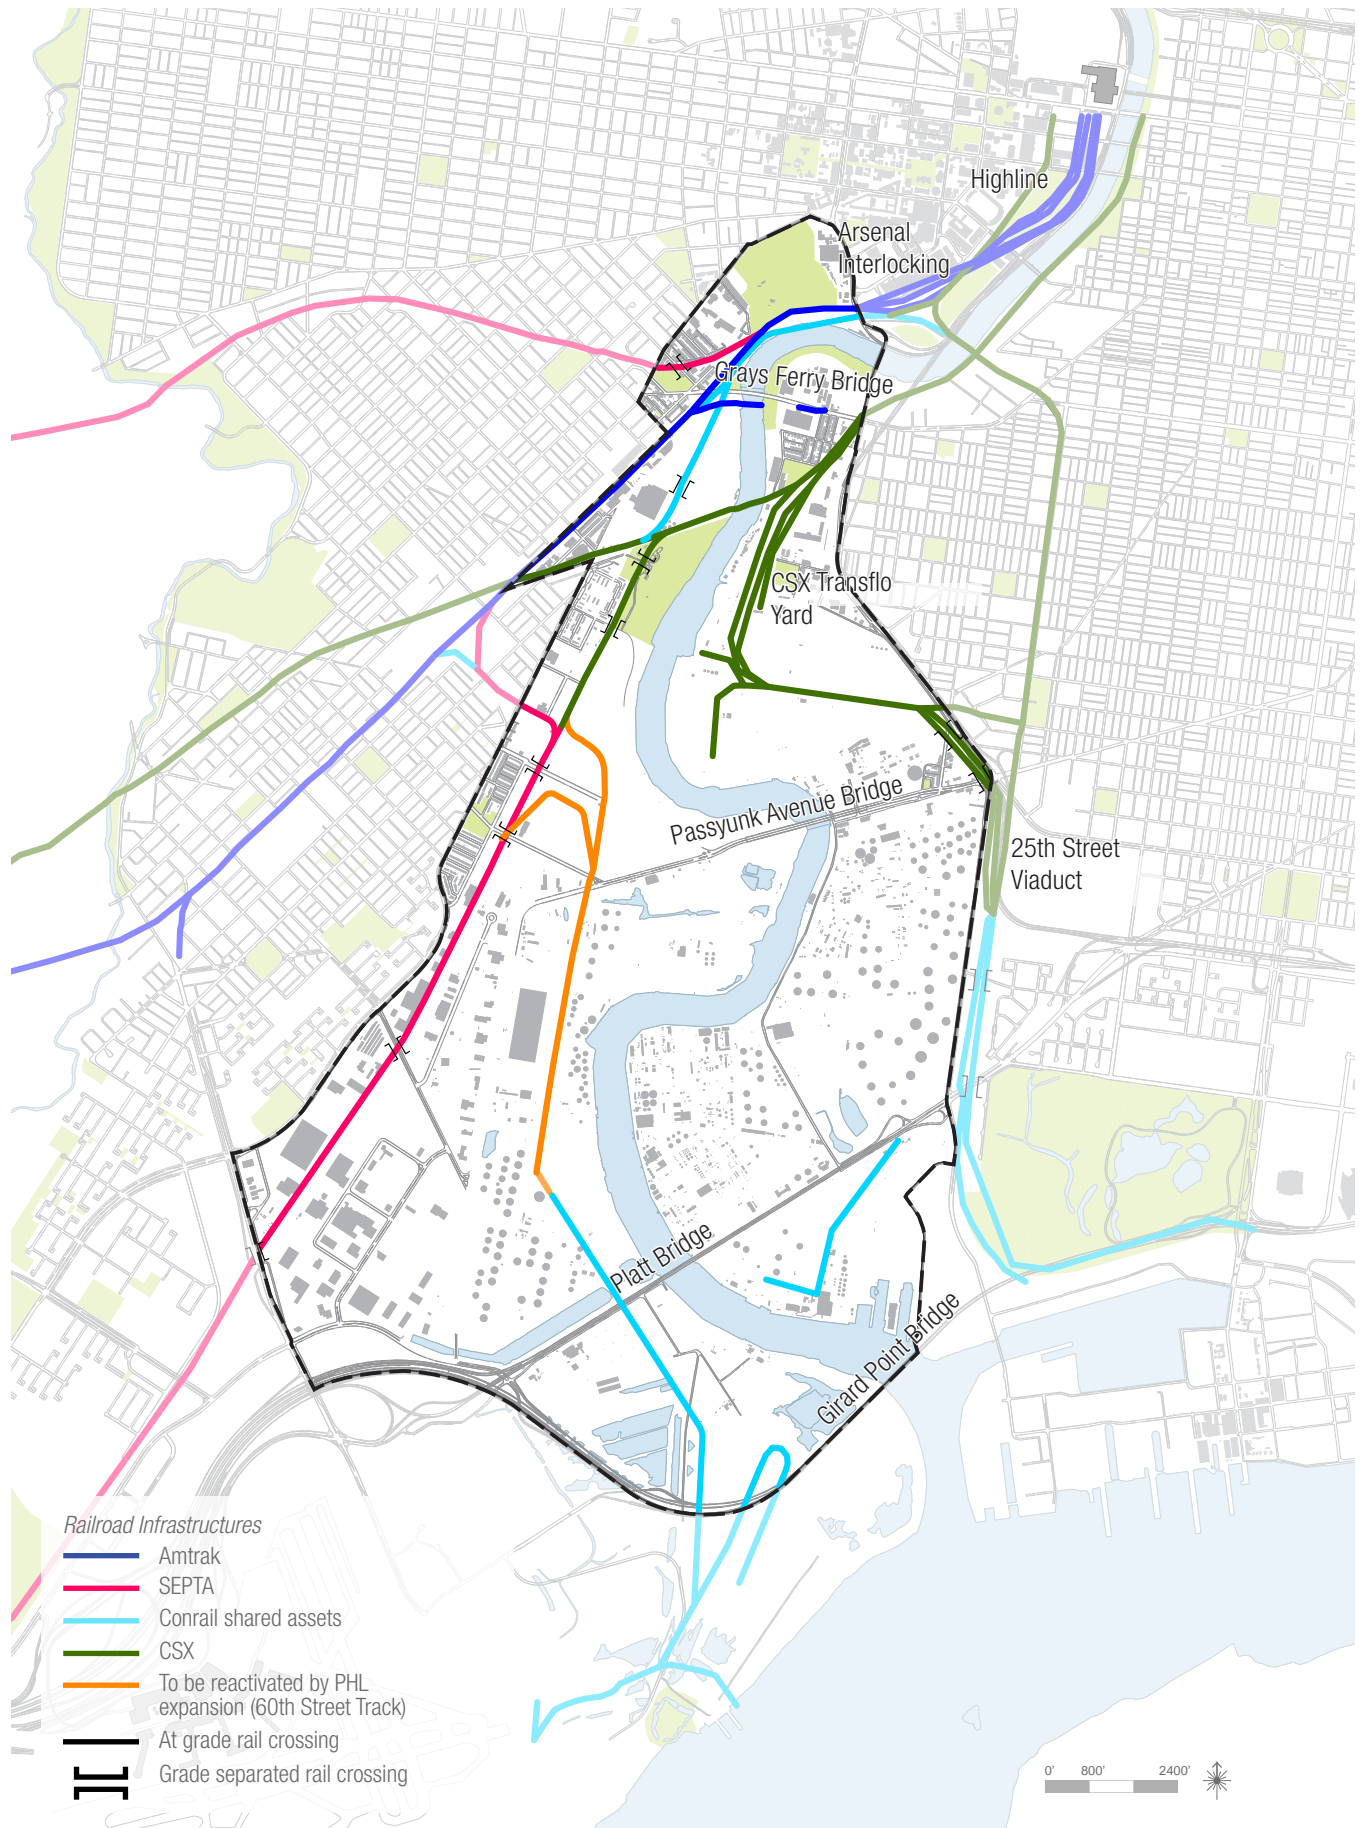 Highline
Arsenal
Interlocking
Grays Ferry Bridge
CSX Transflo
Yard
Passyunk Avenue Bridge
25th Street
Viaduct
Platt Bridge
Girard Point Bridge
Railroad Infrastructures
Amtrak
SEPTA
Conrail shared assets
CSX
To be reactivated by PHL
expansion (60th Street Track)
At grade rail crossing
Grade separated rail crossing
0' 800' 2400'